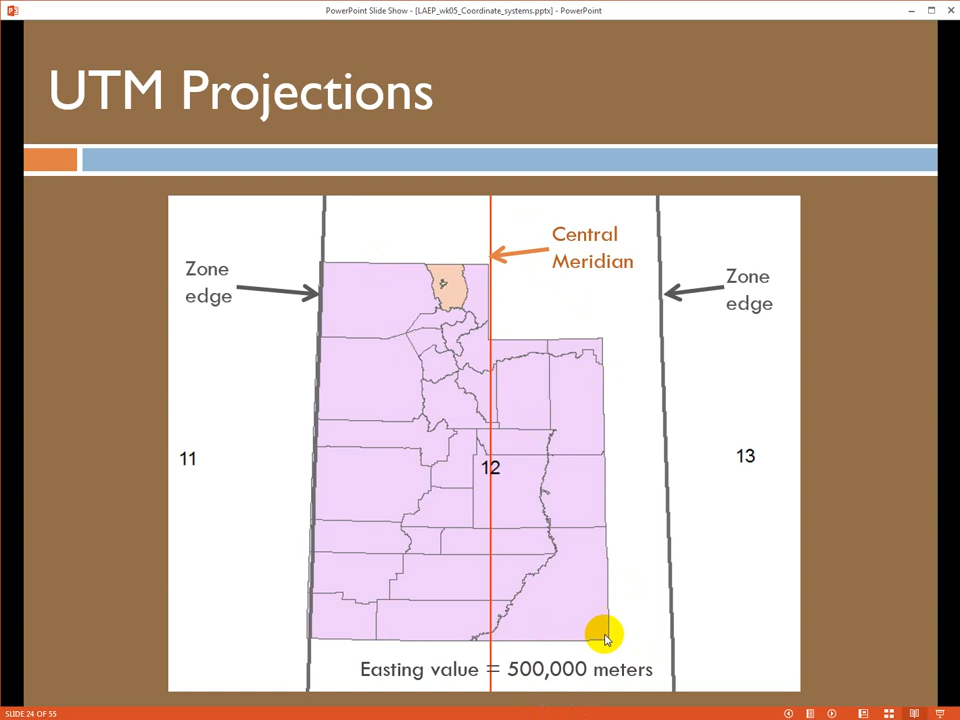 PowerPoint Slide Show - [LAEP_wk05_Coordinate_systems.pptx] - PowerPoint
UTM Projections
Central
Meridian
Zone
edge
Zone
edge
11
12
13
Easting value = 500,000 meters
SLIDE 24 OF 55